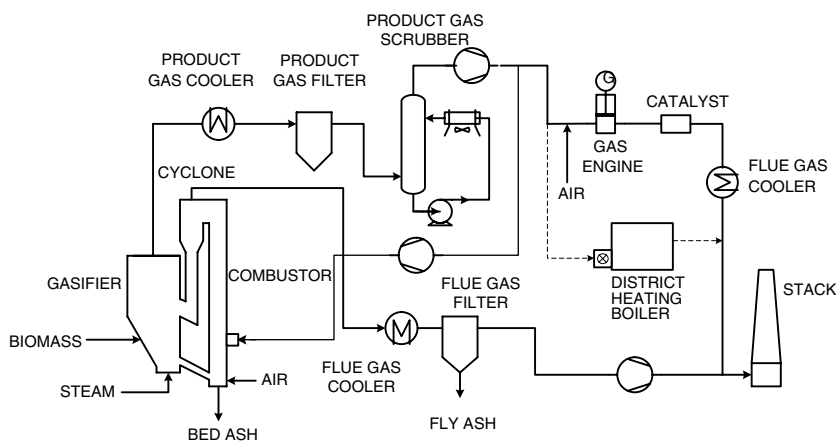 PRODUCT GAS
SCRUBBER
PRODUCT
GAS COOLER
PRODUCT
GAS FILTER
G
CATALYST
GAS
ENGINE
FLUE GAS
COOLER
CYCLONE
AIR
GASIFIER
COMBUSTOR
FLUE GAS
FILTER
DISTRICT
HEATING
BOILER
STACK
BIOMASS
FLUE GAS
COOLER
STEAM
AIR
BED ASH
FLY ASH